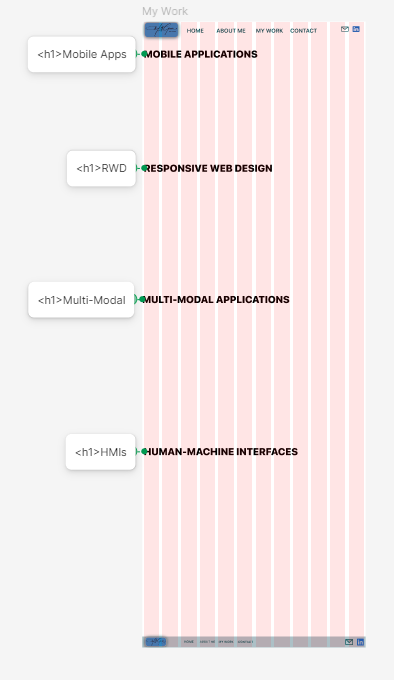 My Work
HOME ABOUT ME MY WORK CONTACT
<h1>Mobile Apps
MOBILE APPLICATIONS
<h1>RWD
RESPONSIVE WEB DESIGN
<h1>Multi-Modal
MULTI-MODAL APPLICATIONS
<h1>HMIs
HUMAN-MACHINE INTERFACES
HOME ABOUT ME MY WORK CONTACT